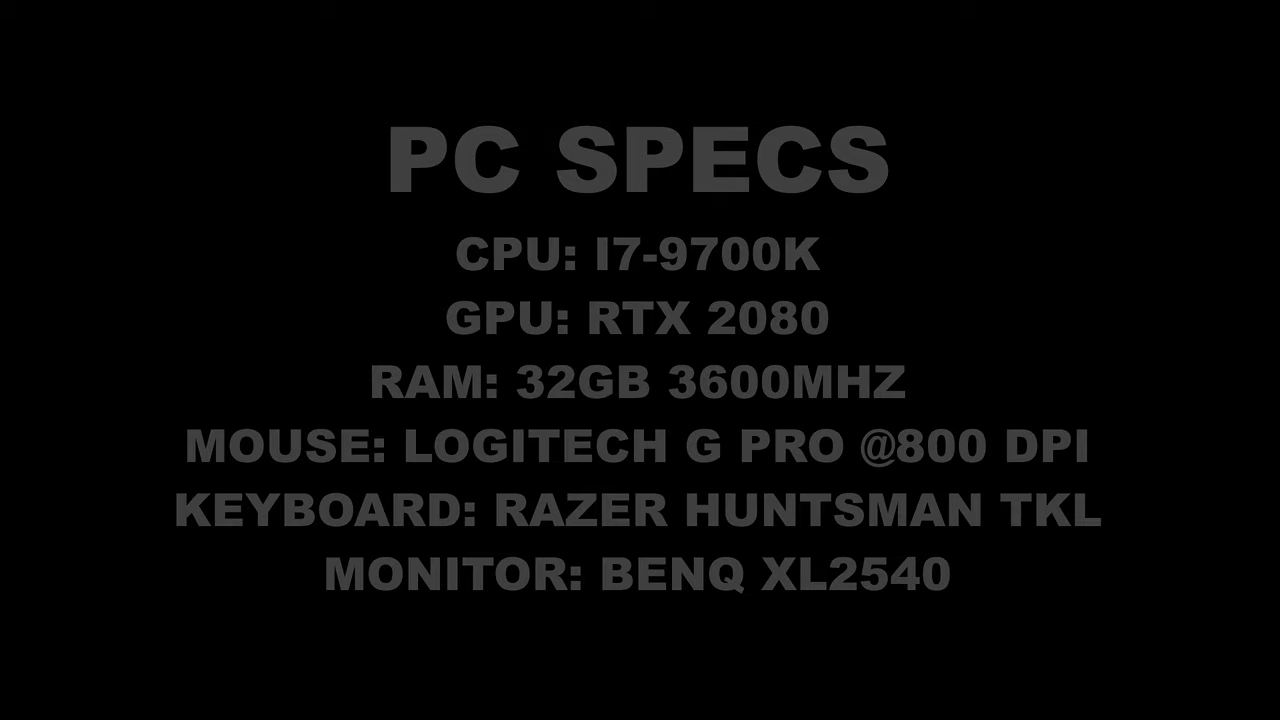 PC SPECS
CPU: I7-9700K
GPU: RTX 2080
RAM: 32GB 3600MHZ
MOUSE: LOGITECH G PRO @800 DPI
KEYBOARD: RAZER HUNTSMAN TKL
MONITOR: BENQ XL2540